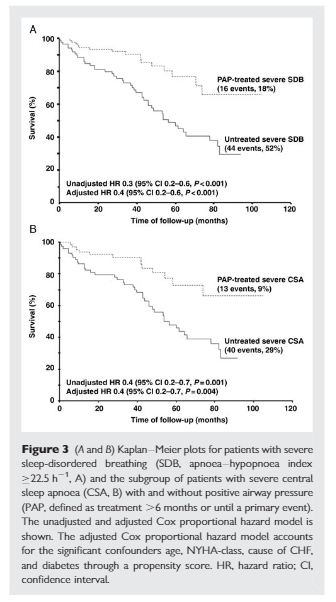 A
100
80
60
40
20
0
Survival (%)
PAP-treated severe SDB
(16 events, 18%)
Untreated severe SDB
(44 events, 52%)
Unadjusted HR 0.3 (95% CI 0.2–0.6, P<0.001)
Adjusted HR 0.4 (95% CI 0.2–0.6, P<0.001)
0 20 40 60 80 100 120
Time of follow-up (months)
B
100
80
60
40
20
0
Survival (%)
PAP-treated severe CSA
(13 events, 9%)
Untreated severe CSA
(40 events, 29%)
Unadjusted HR 0.4 (95% CI 0.2–0.7, P=0.001)
Adjusted HR 0.4 (95% CI 0.2–0.7, P=0.004)
0 20 40 60 80 100 120
Time of follow-up (months)
Figure 3 (A and B) Kaplan–Meier plots for patients with severe
sleep-disordered breathing (SDB, apnoea–hypopnoea index
≥22.5 h⁻¹, A) and the subgroup of patients with severe central
sleep apnoea (CSA, B) with and without positive airway pressure
(PAP, defined as treatment >6 months or until a primary event).
The unadjusted and adjusted Cox proportional hazard model is
shown. The adjusted Cox proportional hazard model accounts
for the significant confounders age, NYHA-class, cause of CHF,
and diabetes through a propensity score. HR, hazard ratio; CI,
confidence interval.